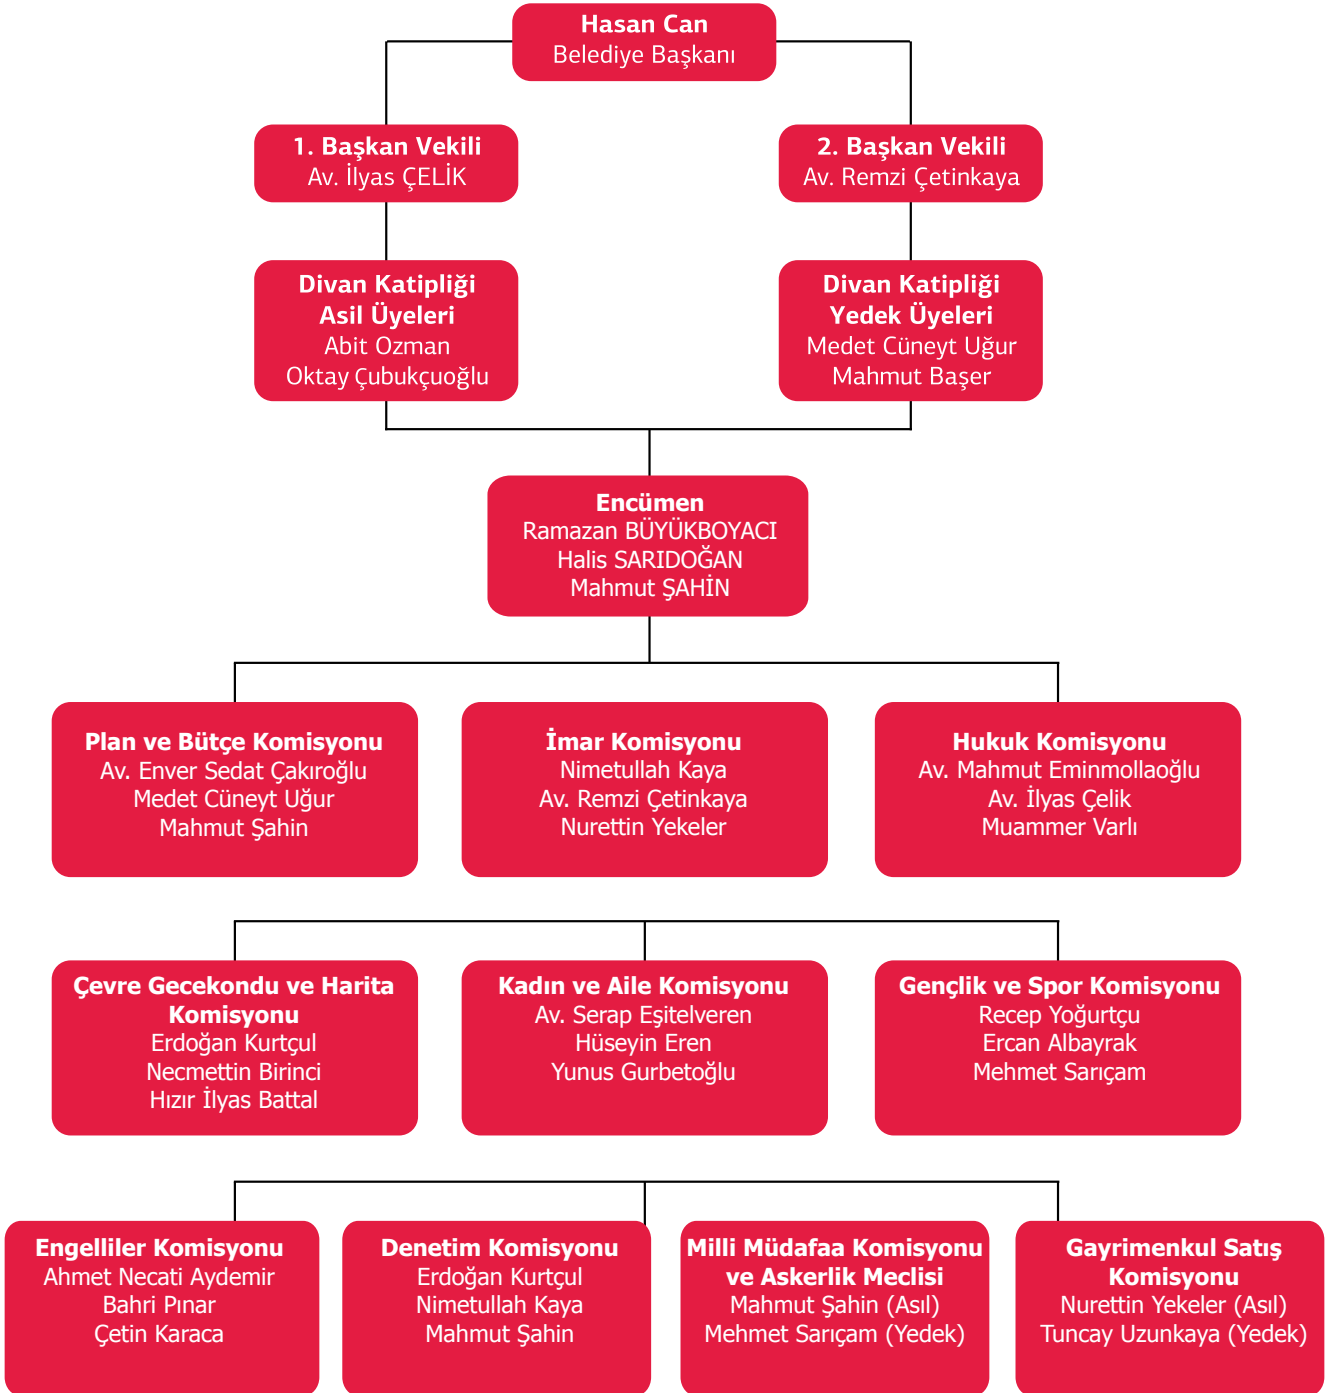 Hasan Can
Belediye Başkanı
1. Başkan Vekili
Av. İlyas ÇELİK
2. Başkan Vekili
Av. Remzi Çetinkaya
Divan Katipliği
Asil Üyeleri
Abit Ozman
Oktay Çubukçuoğlu
Divan Katipliği
Yedek Üyeleri
Medet Cüneyt Uğur
Mahmut Başer
Encümen
Ramazan BÜYÜKBOYACI
Halis SARIDOĞAN
Mahmut ŞAHİN
Plan ve Bütçe Komisyonu
Av. Enver Sedat Çakıroğlu
Medet Cüneyt Uğur
Mahmut Şahin
İmar Komisyonu
Nimetullah Kaya
Av. Remzi Çetinkaya
Nurettin Yekeler
Hukuk Komisyonu
Av. Mahmut Eminmollaoğlu
Av. İlyas Çelik
Muammer Varlı
Çevre Gecekondu ve Harita
Komisyonu
Erdoğan Kurtçul
Necmettin Birinci
Hızır İlyas Battal
Kadın ve Aile Komisyonu
Av. Serap Eşitelveren
Hüseyin Eren
Yunus Gurbetoğlu
Gençlik ve Spor Komisyonu
Recep Yoğurtçu
Ercan Albayrak
Mehmet Sarıçam
Engelliler Komisyonu
Ahmet Necati Aydemir
Bahri Pınar
Çetin Karaca
Denetim Komisyonu
Erdoğan Kurtçul
Nimetullah Kaya
Mahmut Şahin
Milli Müdafaa Komisyonu
ve Askerlik Meclisi
Mahmut Şahin (Asıl)
Mehmet Sarıçam (Yedek)
Gayrimenkul Satış
Komisyonu
Nurettin Yekeler (Asıl)
Tuncay Uzunkaya (Yedek)